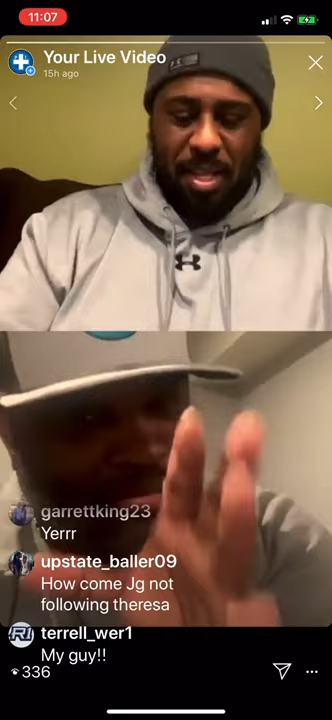 11:07
Your Live Video
15h ago
garrettking23
Yerrr
upstate_baller09
How come Jg not
following theresa
terrell_wer1
My guy!!
336